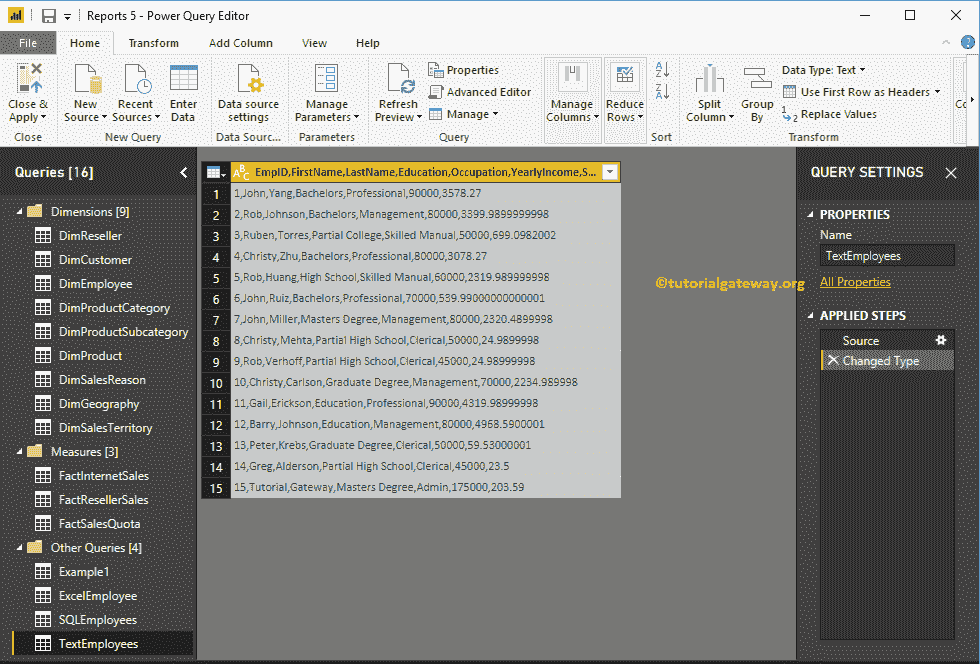 Reports 5 - Power Query Editor
File Home Transform Add Column View Help
Close & Apply
Close
New Source
Recent Sources
Enter Data
New Query
Data source settings
Data Sourc...
Manage Parameters
Parameters
Refresh Preview
Properties
Advanced Editor
Manage
Query
Manage Columns
Reduce Rows
Sort
Split Column
Group By
Data Type: Text
Use First Row as Headers
Replace Values
Transform
Co
Queries [16]
Dimensions [9]
DimReseller
DimCustomer
DimEmployee
DimProductCategory
DimProductSubcategory
DimProduct
DimSalesReason
DimGeography
DimSalesTerritory
Measures [3]
FactInternetSales
FactResellerSales
FactSalesQuota
Other Queries [4]
Example1
ExcelEmployee
SQLEmployees
TextEmployees
EmpID,FirstName,LastName,Education,Occupation,YearlyIncome,S...
1 1,John,Yang,Bachelors,Professional,90000,3578.27
2 2,Rob,Johnson,Bachelors,Management,80000,3399.9899999998
3 3,Ruben,Torres,Partial College,Skilled Manual,50000,699.0982002
4 4,Christy,Zhu,Bachelors,Professional,80000,3078.27
5 5,Rob,Huang,High School,Skilled Manual,60000,2319.989999998
6 6,John,Ruiz,Bachelors,Professional,70000,539.99000000000001
7 7,John,Miller,Masters Degree,Management,80000,2320.4899998
8 8,Christy,Mehta,Partial High School,Clerical,50000,24.9899998
9 9,Rob,Verhoff,Partial High School,Clerical,45000,24.98999998
10 10,Christy,Carlson,Graduate Degree,Management,70000,2234.989998
11 11,Gail,Erickson,Education,Professional,90000,4319.98999998
12 12,Barry,Johnson,Education,Management,80000,4968.5900001
13 13,Peter,Krebs,Graduate Degree,Clerical,50000,59.53000001
14 14,Greg,Alderson,Partial High School,Clerical,45000,23.5
15 15,Tutorial,Gateway,Masters Degree,Admin,175000,203.59
©tutorialgateway.org
QUERY SETTINGS
PROPERTIES
Name
TextEmployees
All Properties
APPLIED STEPS
Source
Changed Type